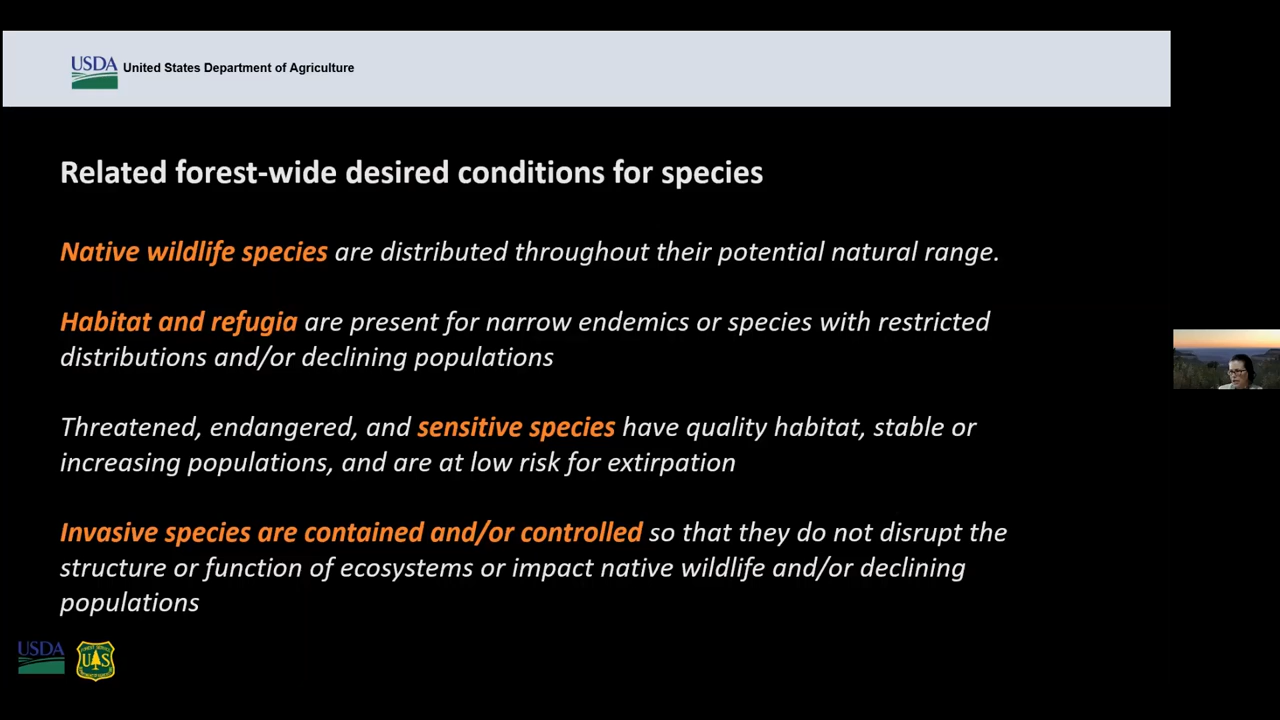 USDA United States Department of Agriculture
Related forest-wide desired conditions for species
Native wildlife species are distributed throughout their potential natural range.
Habitat and refugia are present for narrow endemics or species with restricted
distributions and/or declining populations
Threatened, endangered, and sensitive species have quality habitat, stable or
increasing populations, and are at low risk for extirpation
Invasive species are contained and/or controlled so that they do not disrupt the
structure or function of ecosystems or impact native wildlife and/or declining
populations
USDA
U S